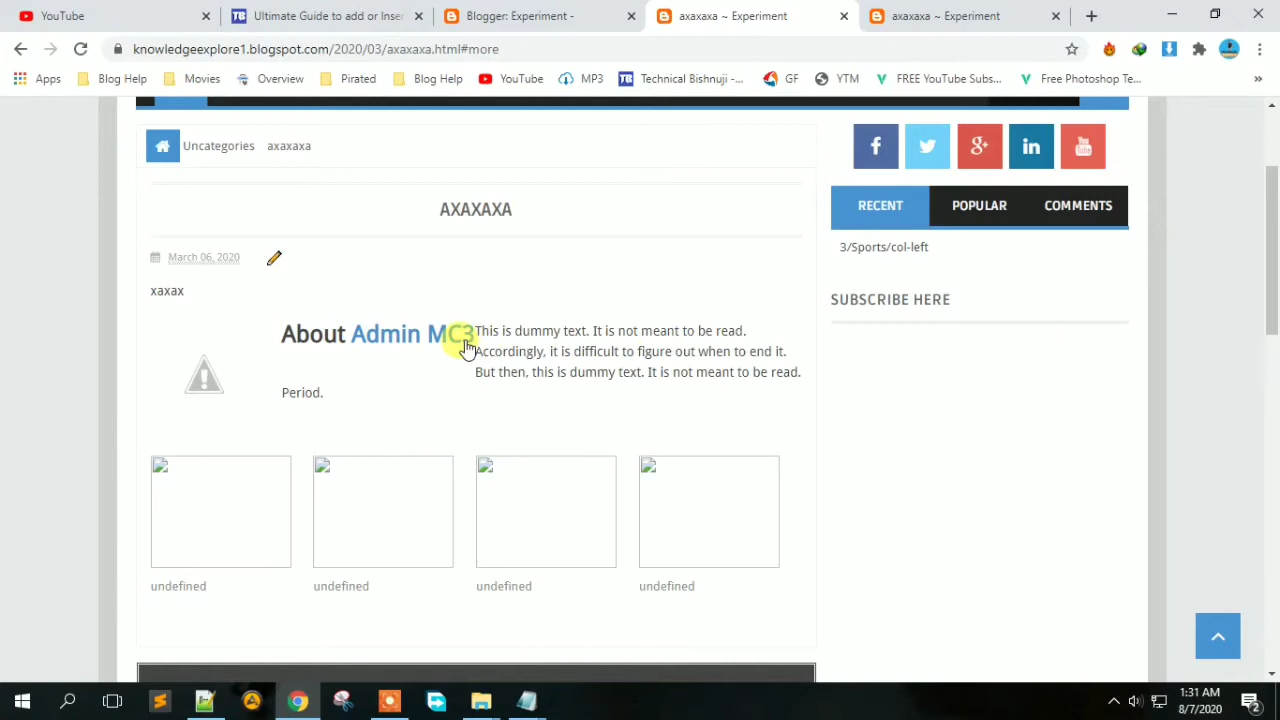 YouTube
Ultimate Guide to add or Inser
Blogger: Experiment -
axaxaxa ~ Experiment
axaxaxa ~ Experiment
knowledgeexplore1.blogspot.com/2020/03/axaxaxa.html#more
Apps
Blog Help
Movies
Overview
Pirated
Blog Help
YouTube
MP3
Technical Bishnuji -...
GF
YTM
FREE YouTube Subs...
Free Photoshop Te...
»
Uncategories axaxaxa
AXAXAXA
March 06, 2020
xaxax
About Admin MC3
This is dummy text. It is not meant to be read.
Accordingly, it is difficult to figure out when to end it.
But then, this is dummy text. It is not meant to be read.
Period.
undefined
undefined
undefined
undefined
RECENT
POPULAR
COMMENTS
3/Sports/col-left
SUBSCRIBE HERE
1:31 AM
8/7/2020
2